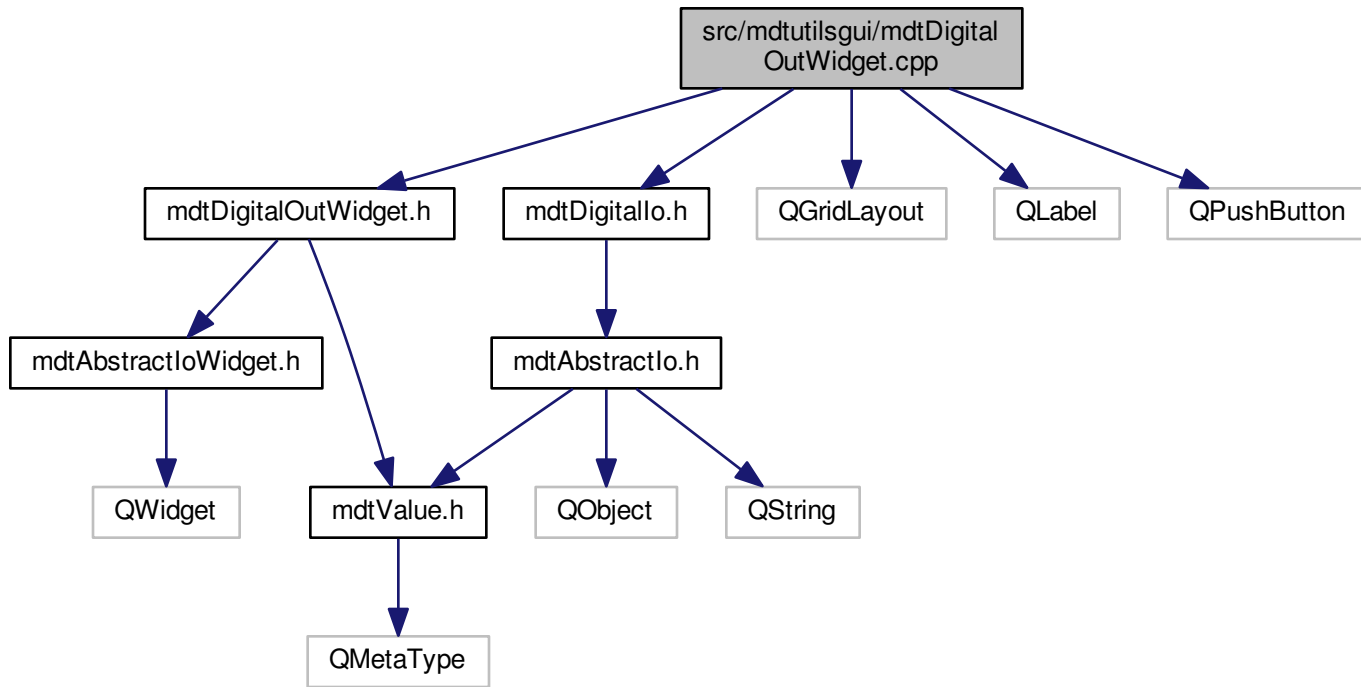 src/mdtutilsgui/mdtDigital
OutWidget.cpp
mdtDigitalOutWidget.h
mdtDigitalIo.h
QGridLayout
QLabel
QPushButton
mdtAbstractIoWidget.h
mdtAbstractIo.h
QWidget
mdtValue.h
QObject
QString
QMetaType